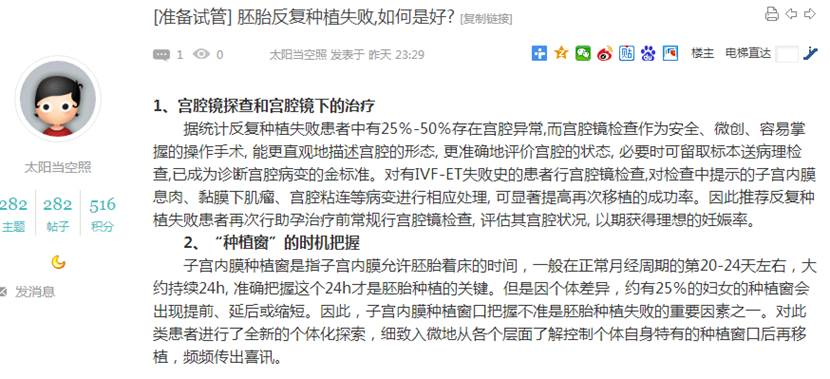 [准备试管] 胚胎反复种植失败,如何是好? [复制链接]
1 0 太阳当空照 发表于 昨天 23:29 贴 楼主 电梯直达
太阳当空照
282 282 516
主题 帖子 积分
发消息
1、宫腔镜探查和宫腔镜下的治疗
据统计反复种植失败患者中有25%-50%存在宫腔异常,而宫腔镜检查作为安全、微创、容易掌
握的操作手术, 能更直观地描述宫腔的形态, 更准确地评价宫腔的状态, 必要时可留取标本送病理检
查,已成为诊断宫腔病变的金标准。对有IVF-ET失败史的患者行宫腔镜检查,对检查中提示的子宫内膜
息肉、黏膜下肌瘤、宫腔粘连等病变进行相应处理, 可显著提高再次移植的成功率。因此推荐反复种
植失败患者再次行助孕治疗前常规行宫腔镜检查, 评估其宫腔状况, 以期获得理想的妊娠率。
2、“种植窗”的时机把握
子宫内膜种植窗是指子宫内膜允许胚胎着床的时间，一般在正常月经周期的第20-24天左右，大
约持续24h, 准确把握这个24h才是胚胎种植的关键。但是因个体差异，约有25%的妇女的种植窗会
出现提前、延后或缩短。因此，子宫内膜种植窗口把握不准是胚胎种植失败的重要因素之一。对此
类患者进行了全新的个体化探索，细致入微地从各个层面了解控制个体自身特有的种植窗口后再移
植，频频传出喜讯。